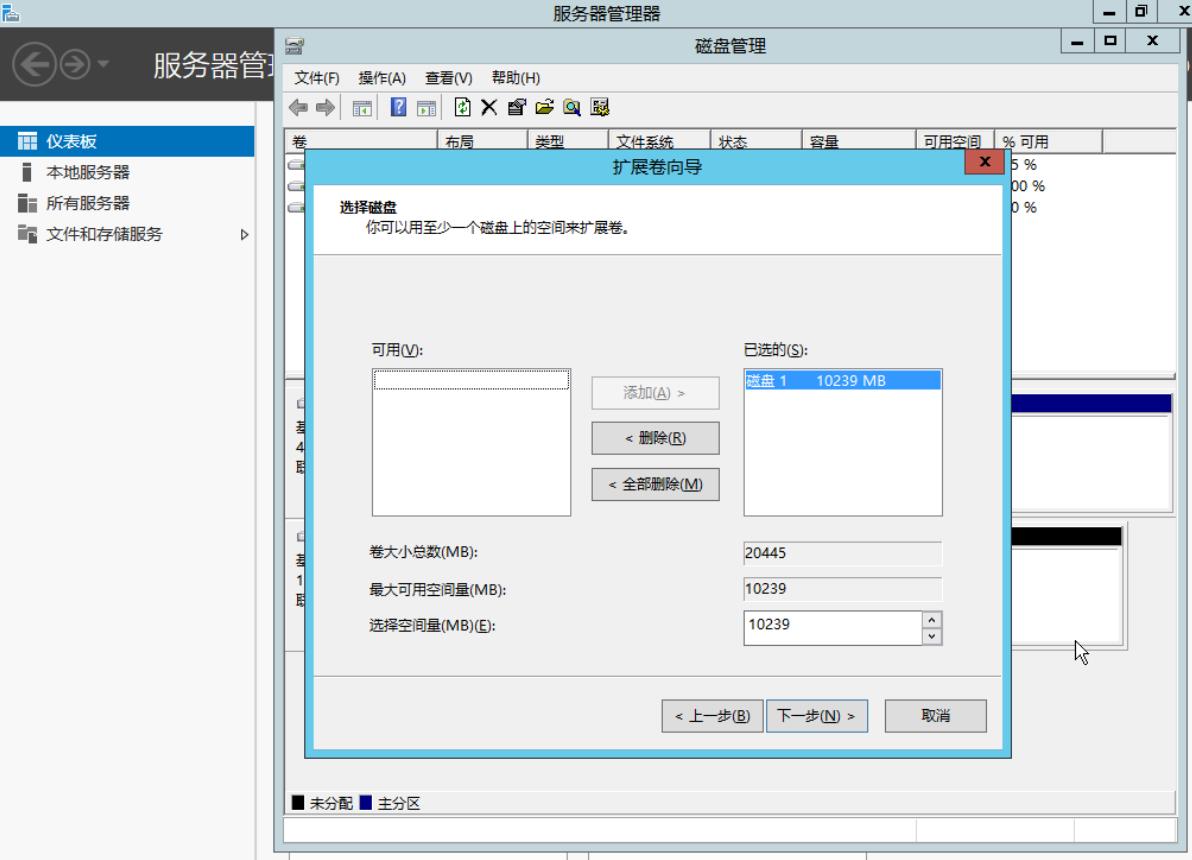 服务器管理器
服务器管理
磁盘管理
文件(F) 操作(A) 查看(V) 帮助(H)
仪表板
本地服务器
所有服务器
文件和存储服务
卷 布局 类型 文件系统 状态 容量 可用空间 % 可用
扩展卷向导
5 %
00 %
0 %
选择磁盘
你可以用至少一个磁盘上的空间来扩展卷。
可用(V):
已选的(S):
磁盘 1 10239 MB
添加(A) >
< 删除(R)
< 全部删除(M)
基
4
联
基
1
联
卷大小总数(MB): 20445
最大可用空间量(MB): 10239
选择空间量(MB)(E): 10239
< 上一步(B) 下一步(N) > 取消
未分配 主分区